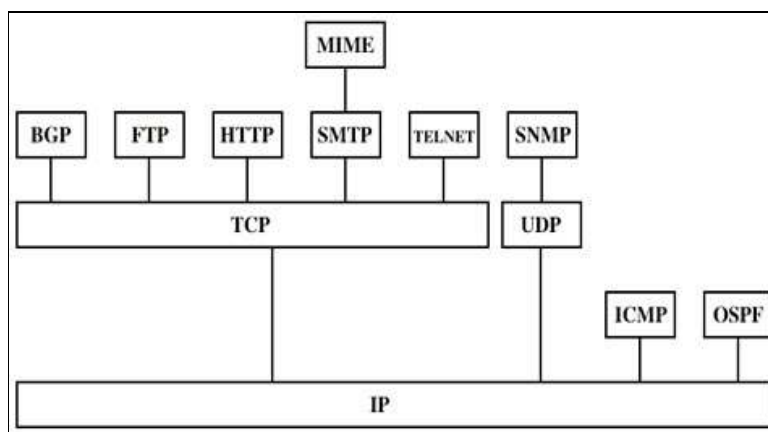 MIME
BGP FTP HTTP SMTP TELNET SNMP
TCP UDP
ICMP OSPF
IP